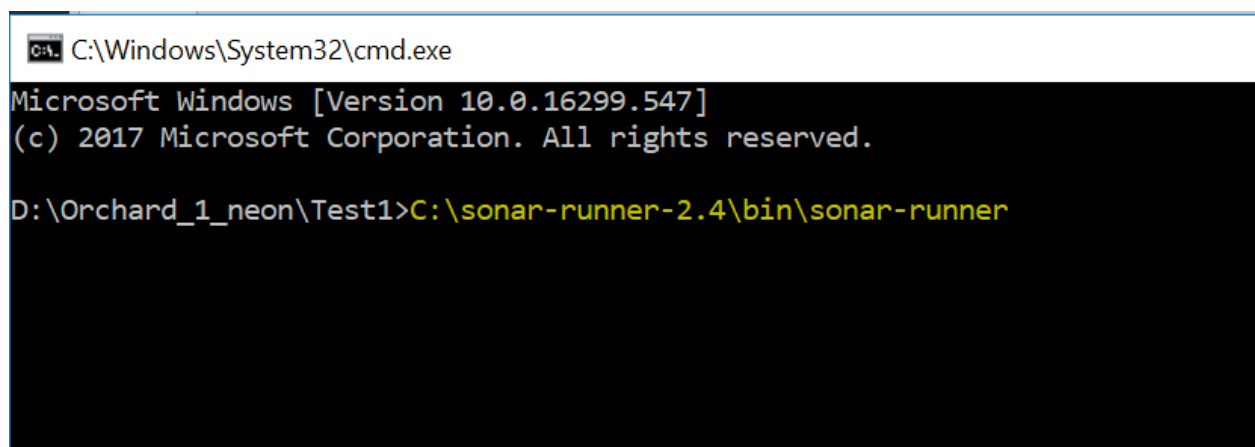 C:\Windows\System32\cmd.exe
Microsoft Windows [Version 10.0.16299.547]
(c) 2017 Microsoft Corporation. All rights reserved.
D:\Orchard_1_neon\Test1>C:\sonar-runner-2.4\bin\sonar-runner